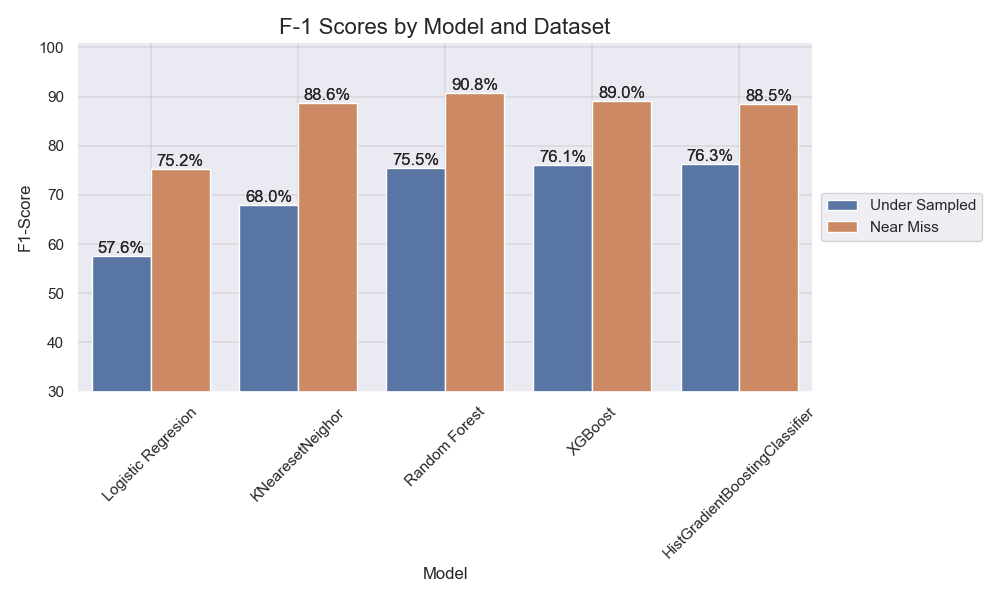 F-1 Scores by Model and Dataset
100
90
80
70
60
50
40
30
F1-Score
57.6%
75.2%
68.0%
88.6%
75.5%
90.8%
76.1%
89.0%
76.3%
88.5%
Logistic Regresion
KNearesetNeighor
Random Forest
XGBoost
HistGradientBoostingClassifier
Model
Under Sampled
Near Miss